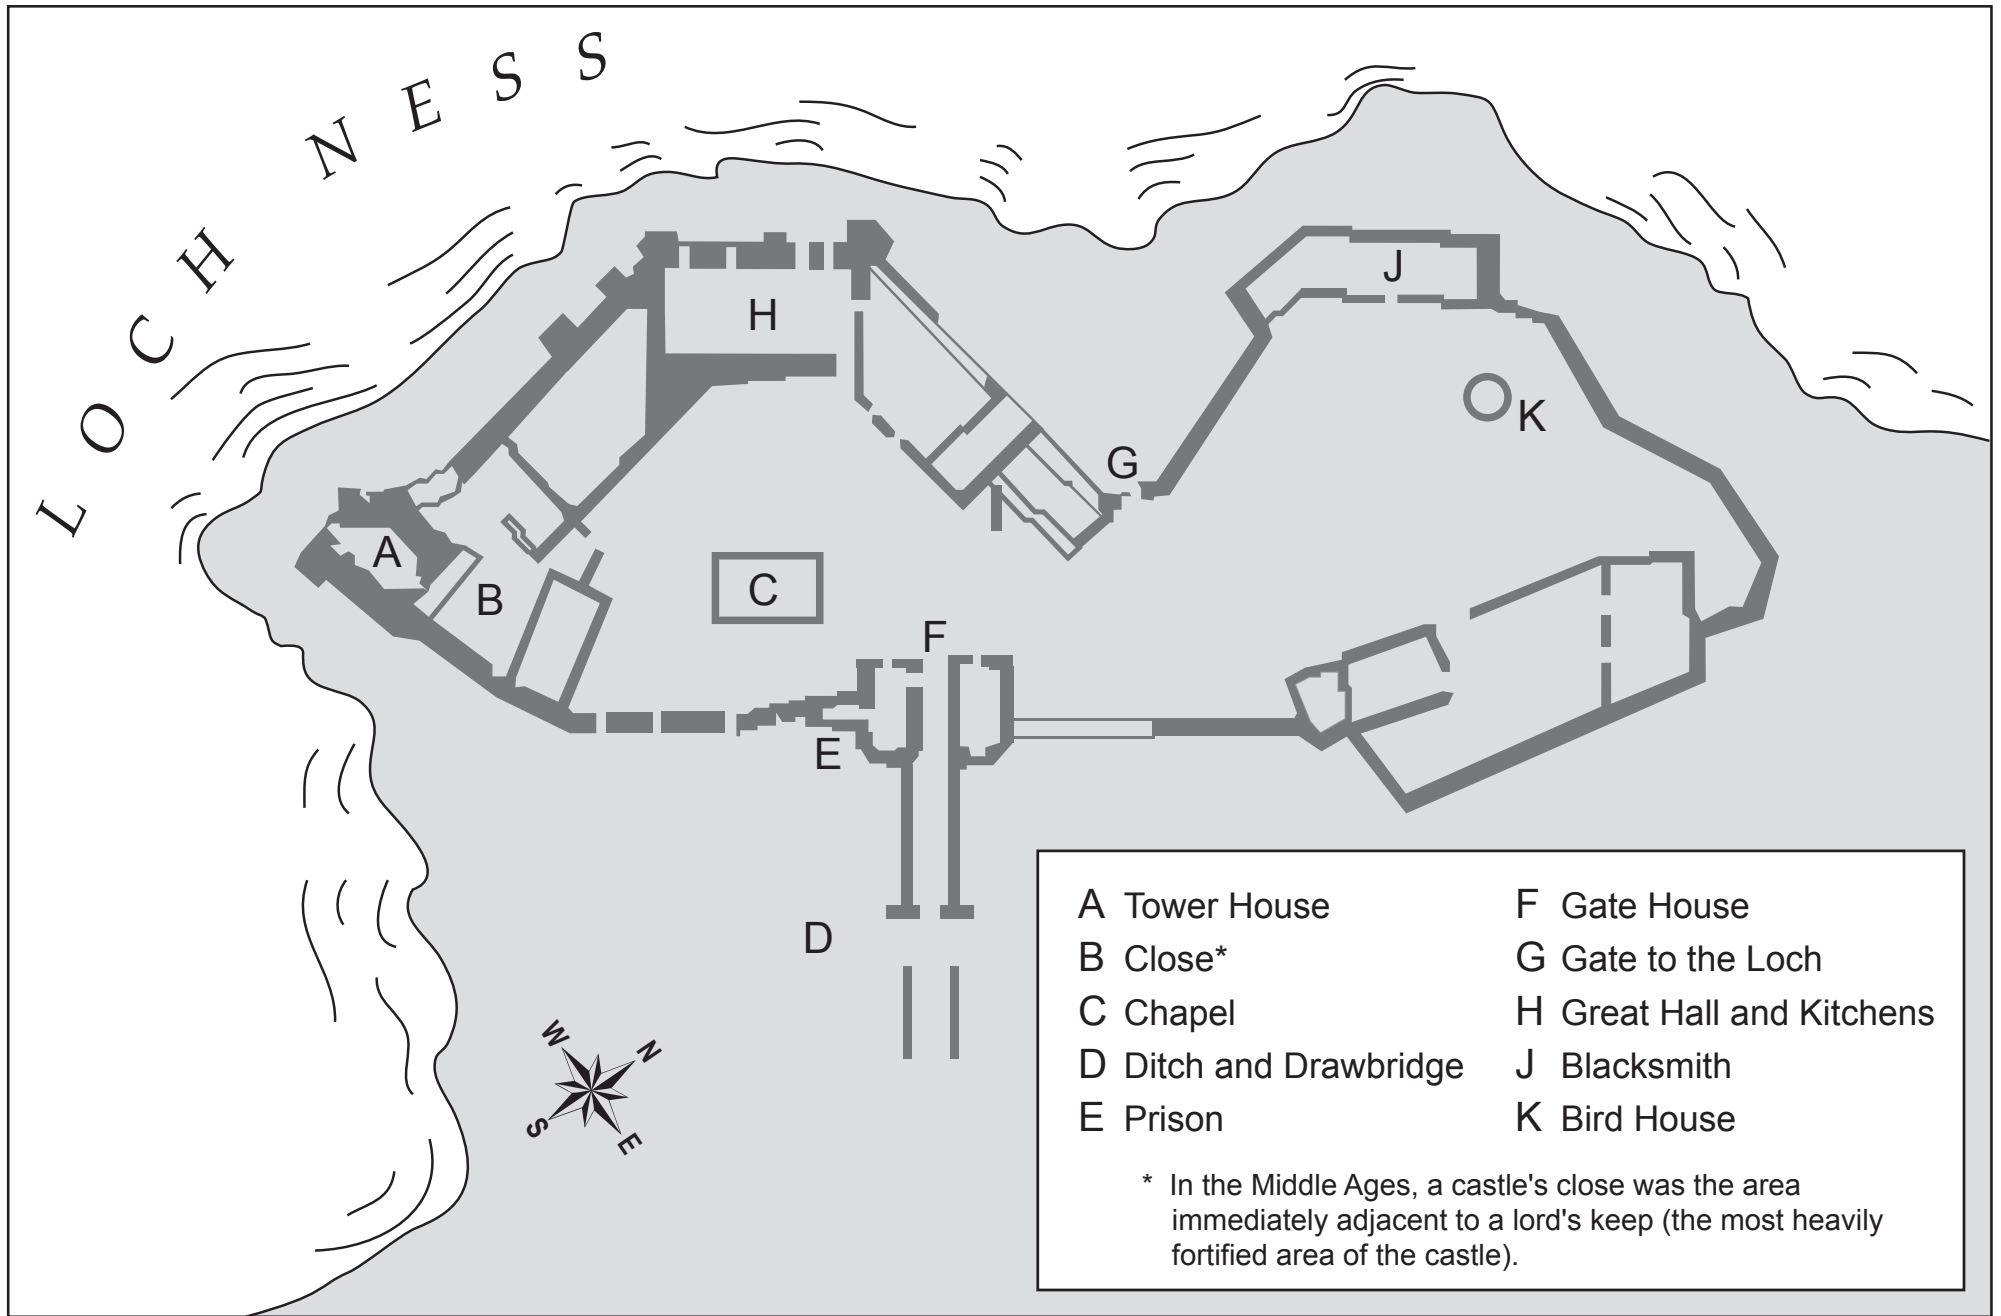 LOCH NESS
H
J
K
G
A
B
C
F
E
D
W
N
S
E
A Tower House
B Close*
C Chapel
D Ditch and Drawbridge
E Prison
F Gate House
G Gate to the Loch
H Great Hall and Kitchens
J Blacksmith
K Bird House
* In the Middle Ages, a castle's close was the area
immediately adjacent to a lord's keep (the most heavily
fortified area of the castle).